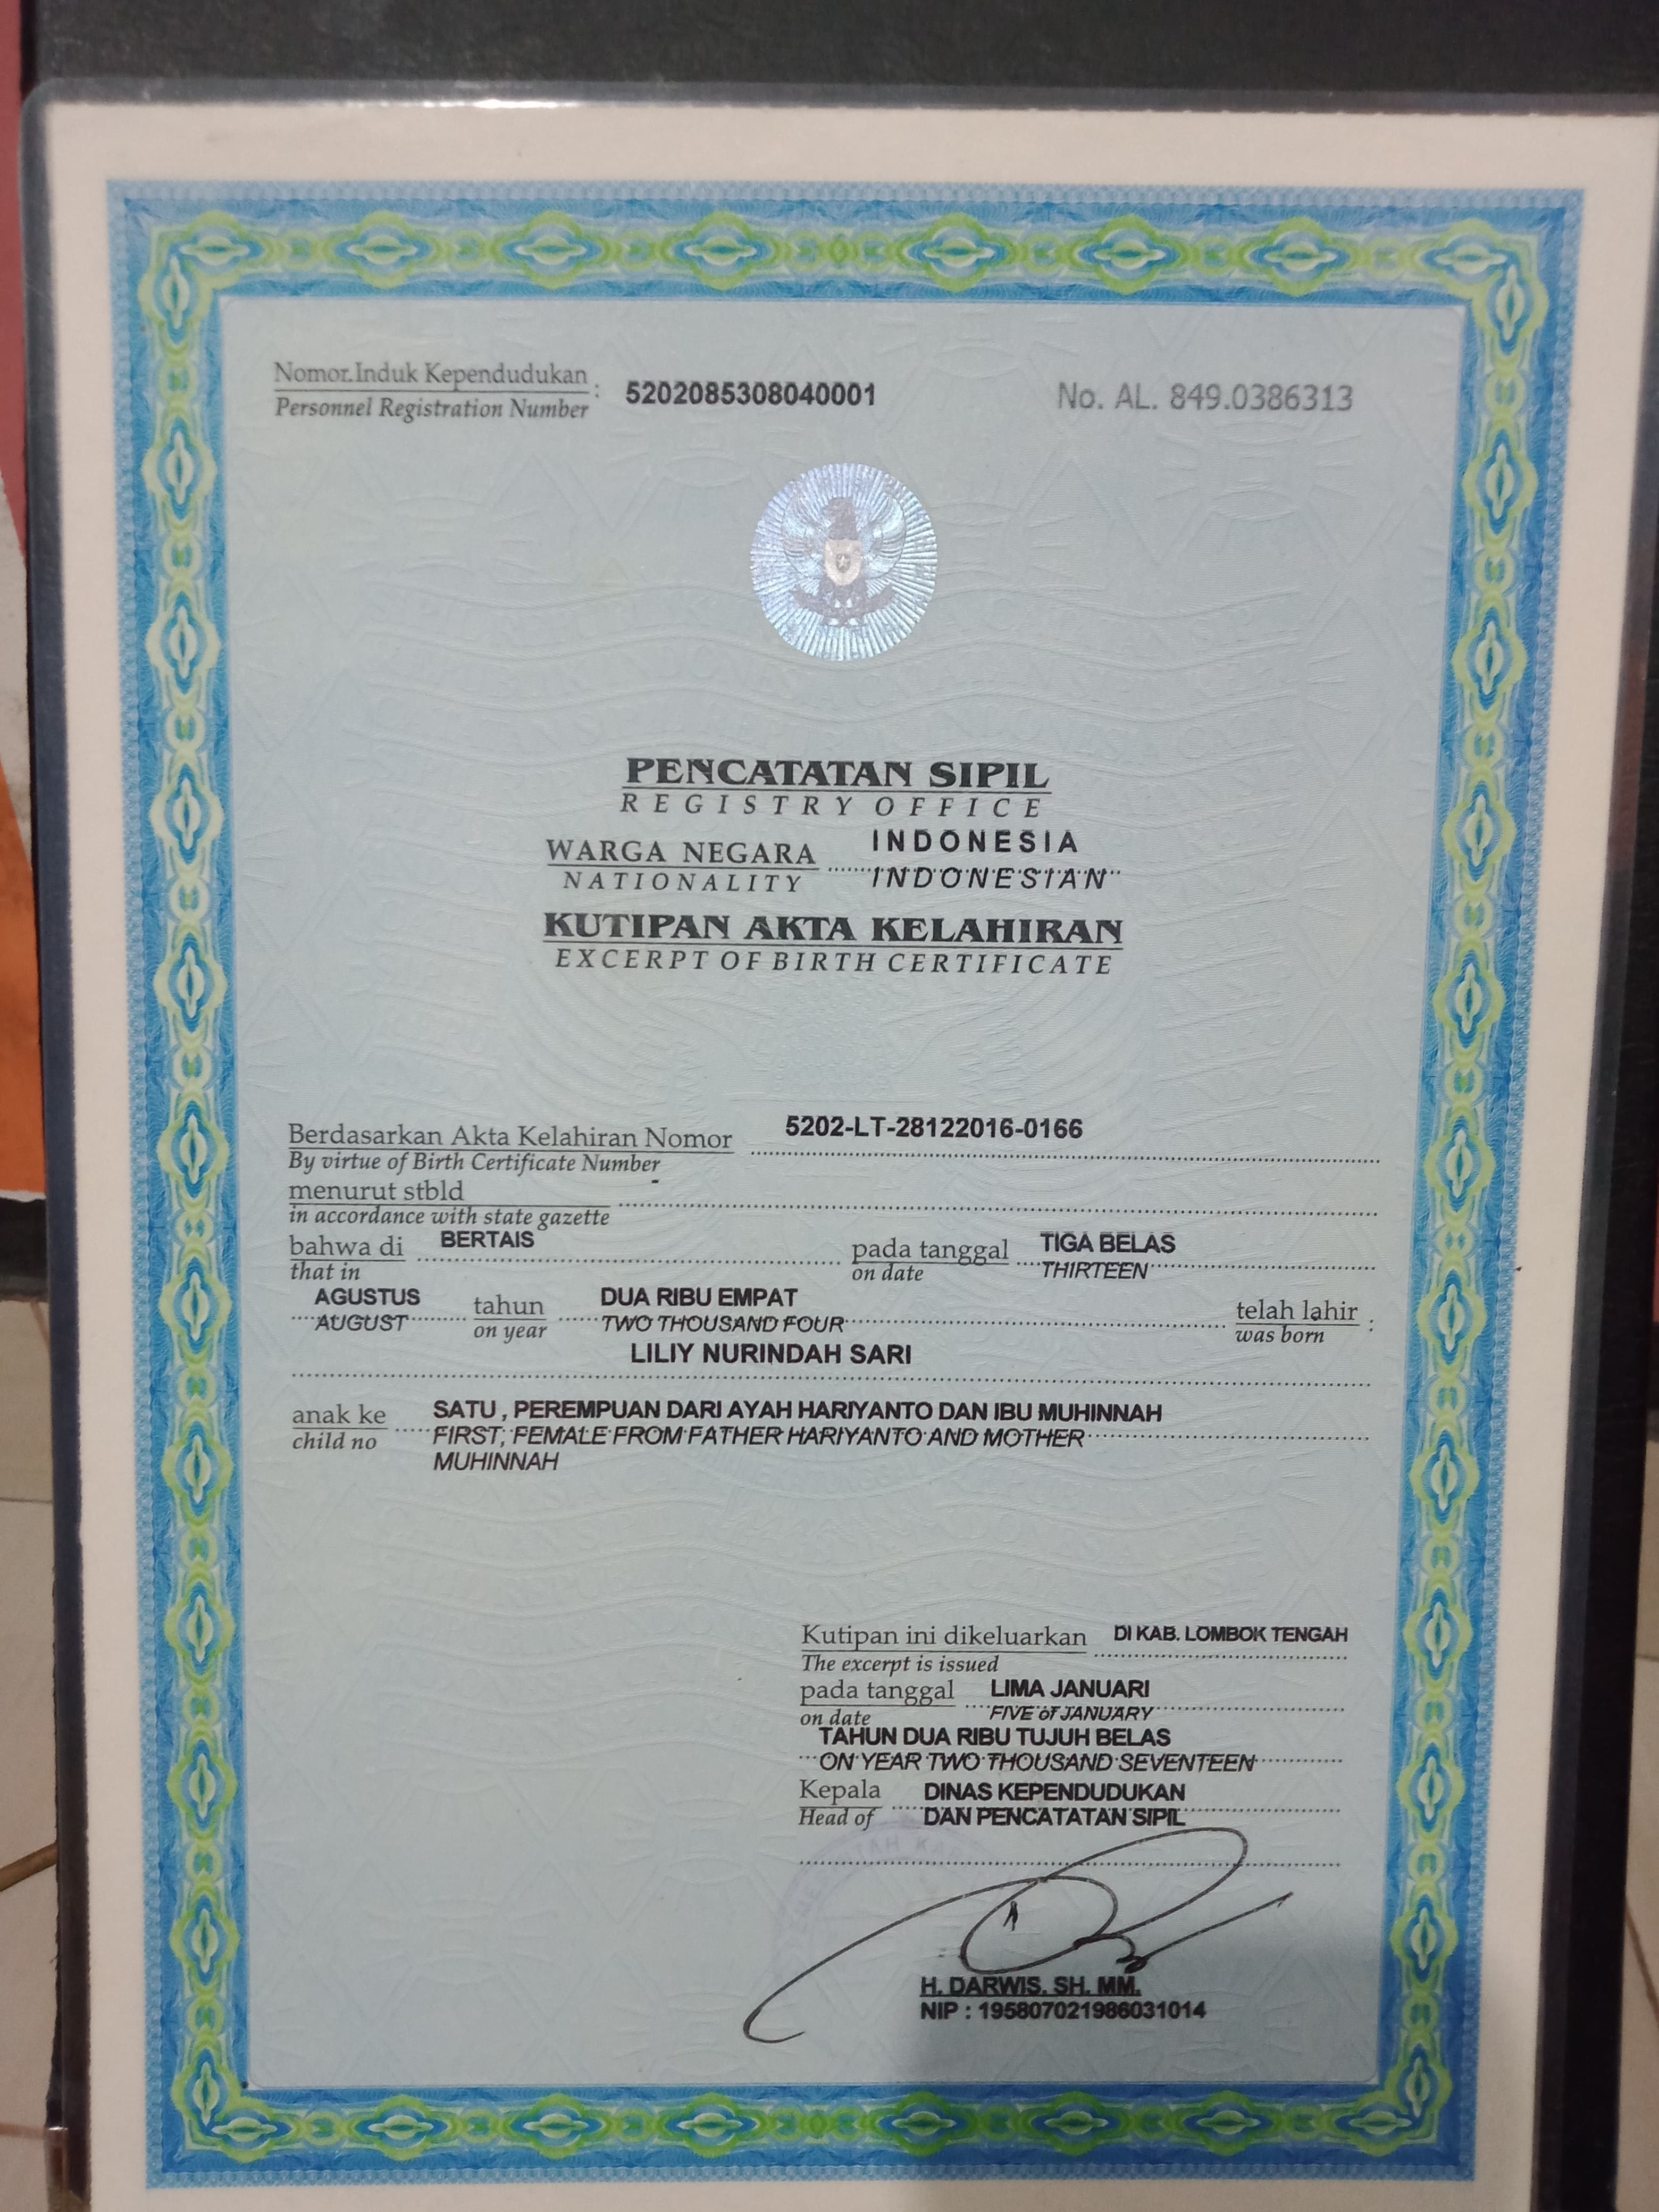 Nomor Induk Kependudukan : 5202085308040001 No. AL. 849.0386313
Personnel Registration Number
PENCATATAN SIPIL
REGISTRY OFFICE
WARGA NEGARA INDONESIA
NATIONALITY INDONESIAN
KUTIPAN AKTA KELAHIRAN
EXCERPT OF BIRTH CERTIFICATE
Berdasarkan Akta Kelahiran Nomor 5202-LT-28122016-0166
By virtue of Birth Certificate Number
menurut stbld -
in accordance with state gazette
bahwa di BERTAIS pada tanggal TIGA BELAS
that in on date THIRTEEN
AGUSTUS tahun DUA RIBU EMPAT telah lahir :
AUGUST on year TWO THOUSAND FOUR was born
LILIY NURINDAH SARI
anak ke SATU , PEREMPUAN DARI AYAH HARIYANTO DAN IBU MUHINNAH
child no FIRST, FEMALE FROM FATHER HARIYANTO AND MOTHER
MUHINNAH
Kutipan ini dikeluarkan DI KAB. LOMBOK TENGAH
The excerpt is issued
pada tanggal LIMA JANUARI
on date FIVE of JANUARY
TAHUN DUA RIBU TUJUH BELAS
ON YEAR TWO THOUSAND SEVENTEEN
Kepala DINAS KEPENDUDUKAN
Head of DAN PENCATATAN SIPIL
H. DARWIS. SH. MM.
NIP : 195807021986031014